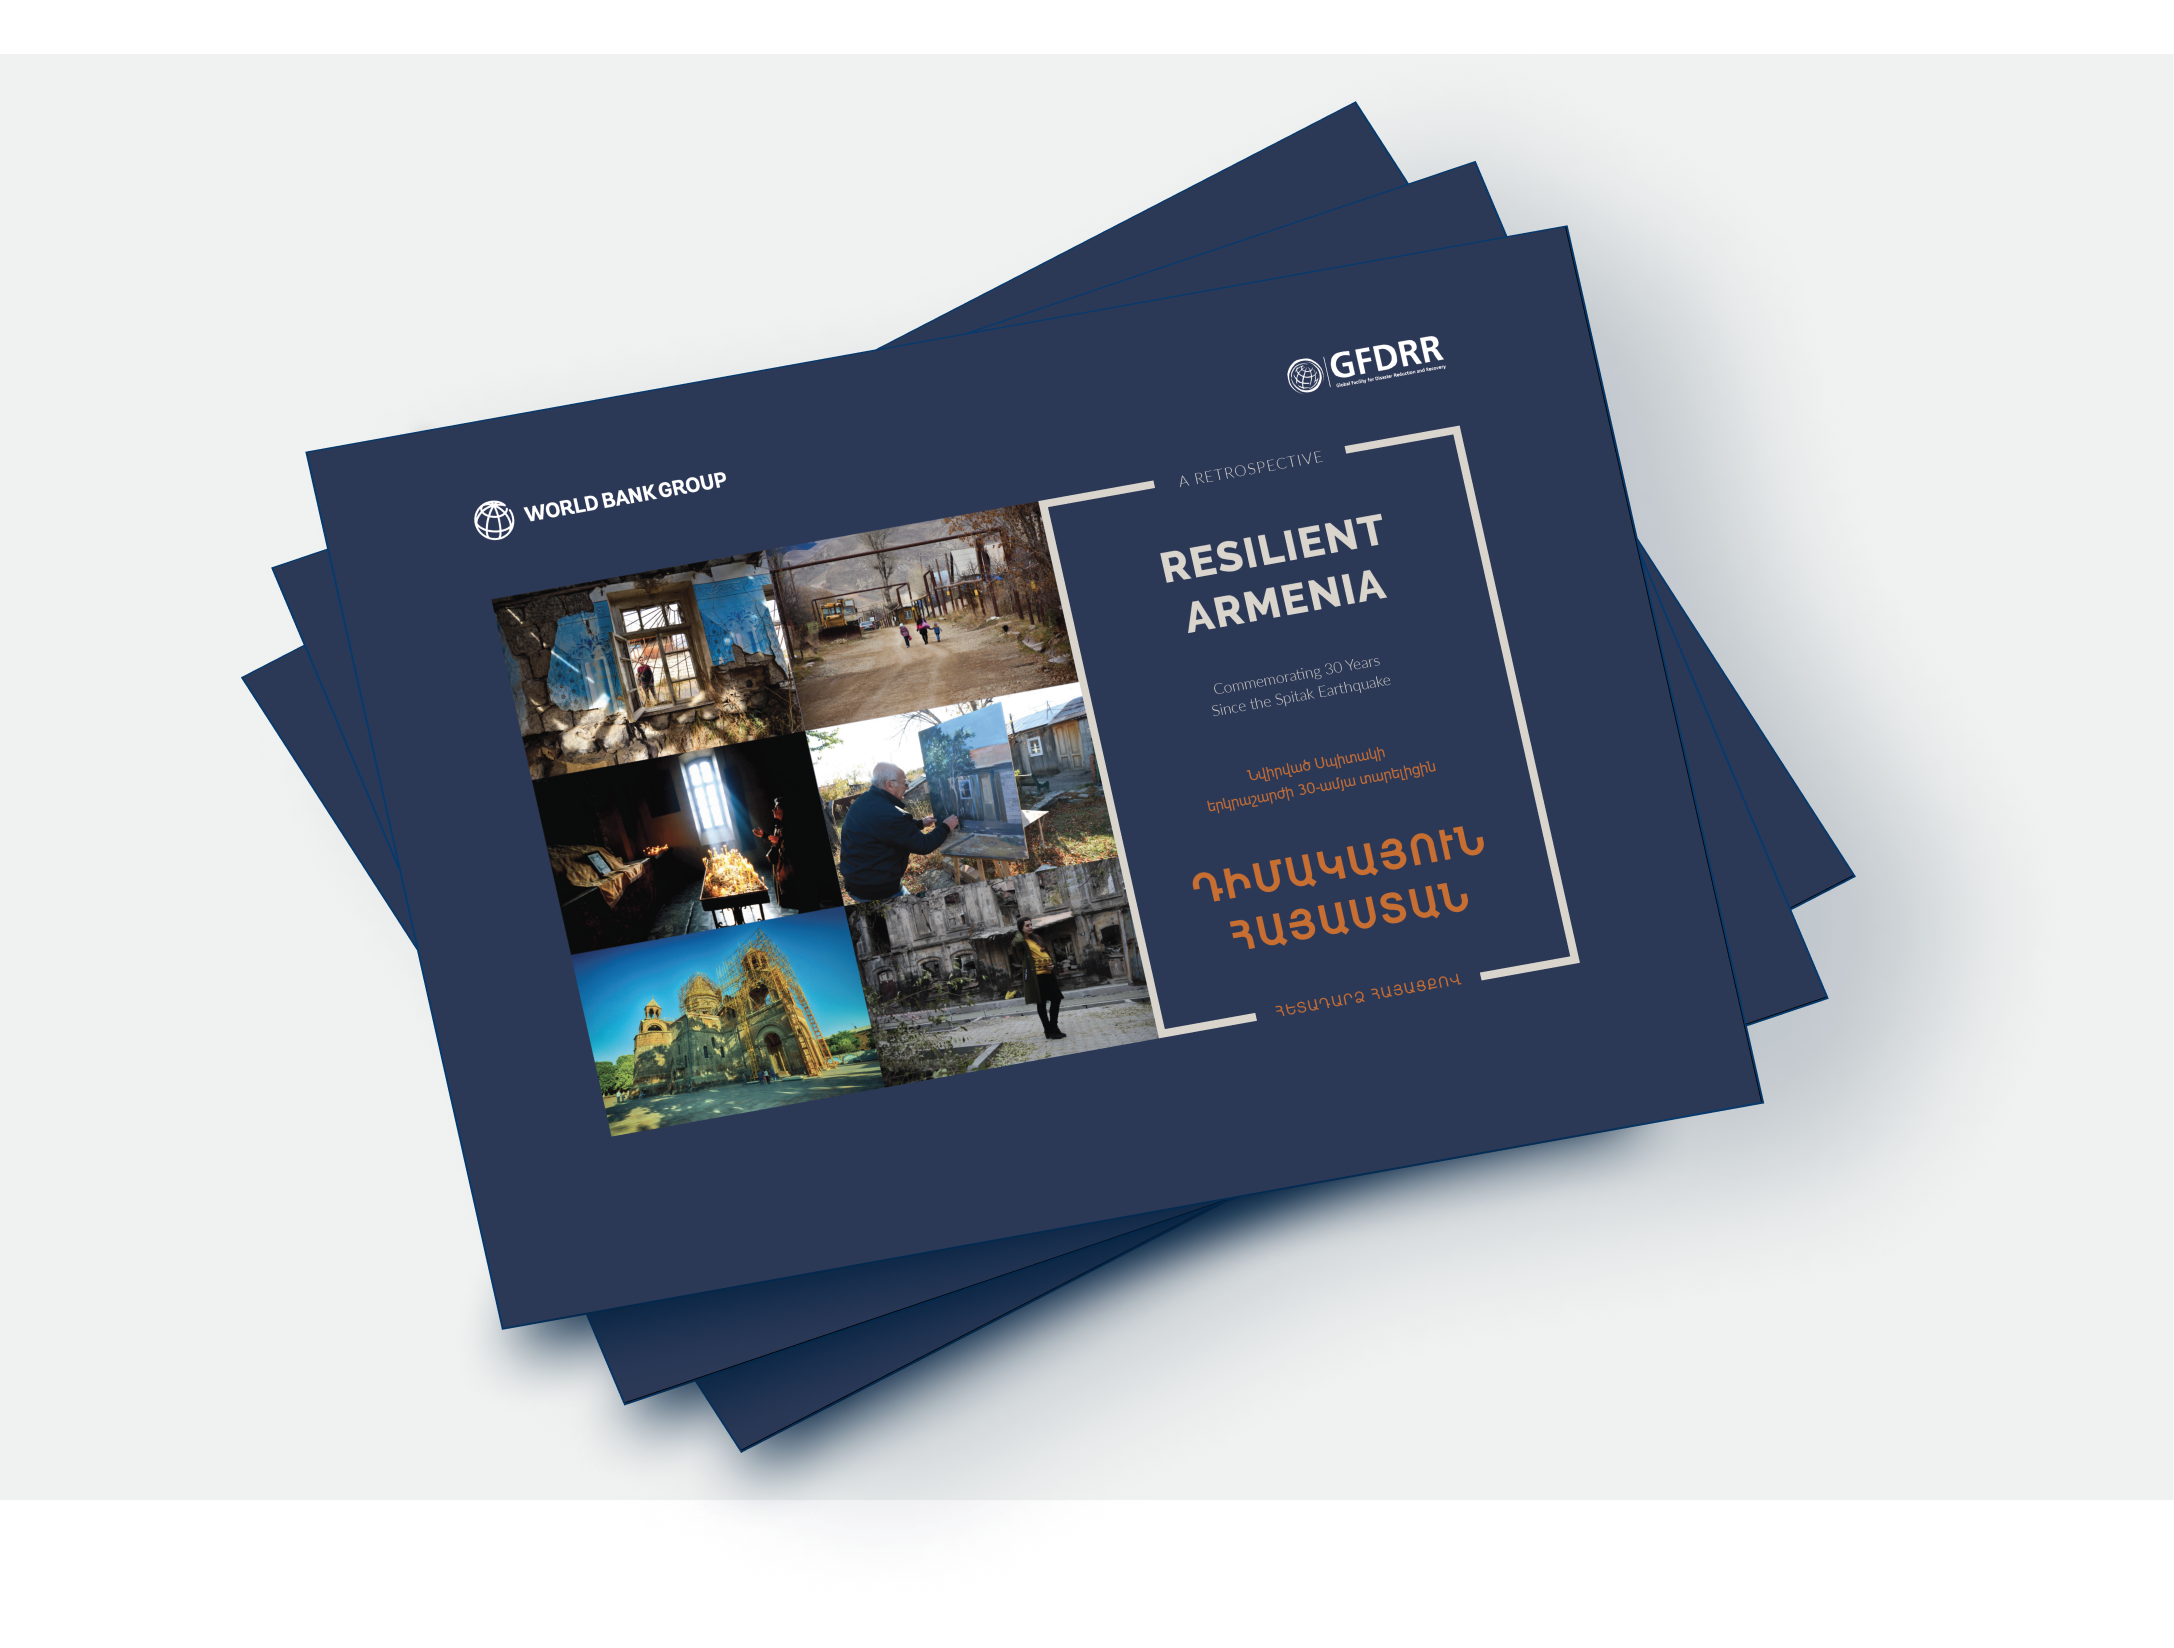 GFDRR
Global Facility for Disaster Reduction and Recovery
WORLD BANK GROUP
A RETROSPECTIVE
RESILIENT
ARMENIA
Commemorating 30 Years
Since the Spitak Earthquake
Նվիրված Սպիտակի
երկրաշարժի 30-ամյա տարելիցին
ԴԻՄԱԿԱՅՈՒՆ
ՀԱՅԱՍՏԱՆ
ՀԵՏԱԴԱՐՁ ՀԱՅԱՑՔՈՎ